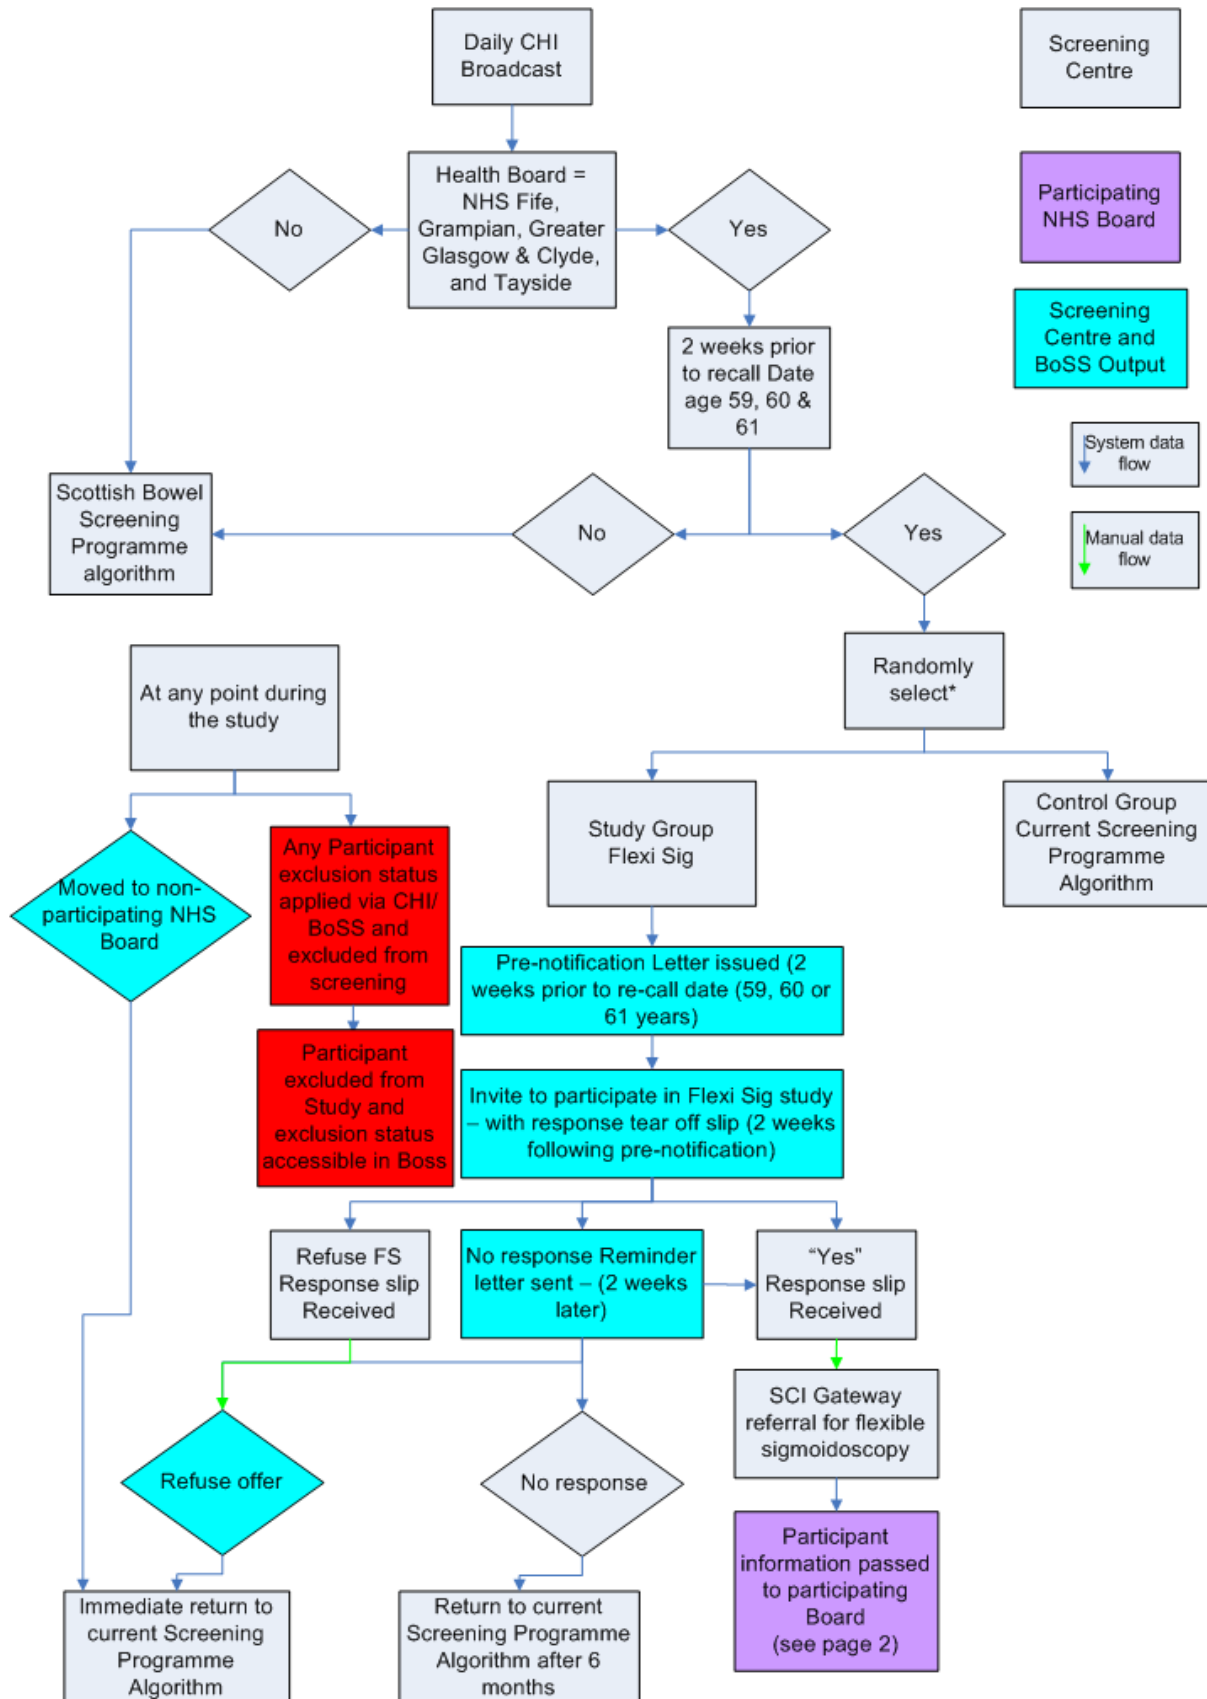 Daily CHI
Broadcast
Screening
Centre
Health Board =
NHS Fife,
Grampian, Greater
Glasgow & Clyde,
and Tayside
No
Yes
Participating
NHS Board
Screening
Centre and
BoSS Output
2 weeks prior
to recall Date
age 59, 60 &
61
System data
flow
Manual data
flow
Scottish Bowel
Screening
Programme
algorithm
No
Yes
Randomly
select*
At any point during
the study
Study Group
Flexi Sig
Control Group
Current Screening
Programme
Algorithm
Moved to non-
participating NHS
Board
Any Participant
exclusion status
applied via CHI/
BoSS and
excluded from
screening
Pre-notification Letter issued (2
weeks prior to re-call date (59, 60 or
61 years)
Participant
excluded from
Study and
exclusion status
accessible in Boss
Invite to participate in Flexi Sig study
– with response tear off slip (2 weeks
following pre-notification)
Refuse FS
Response slip
Received
No response Reminder
letter sent – (2 weeks
later)
“Yes"
Response slip
Received
SCI Gateway
referral for flexible
sigmoidoscopy
Refuse offer
No response
Participant
information passed
to participating
Board
(see page 2)
Immediate return to
current Screening
Programme
Algorithm
Return to current
Screening Programme
Algorithm after 6
months